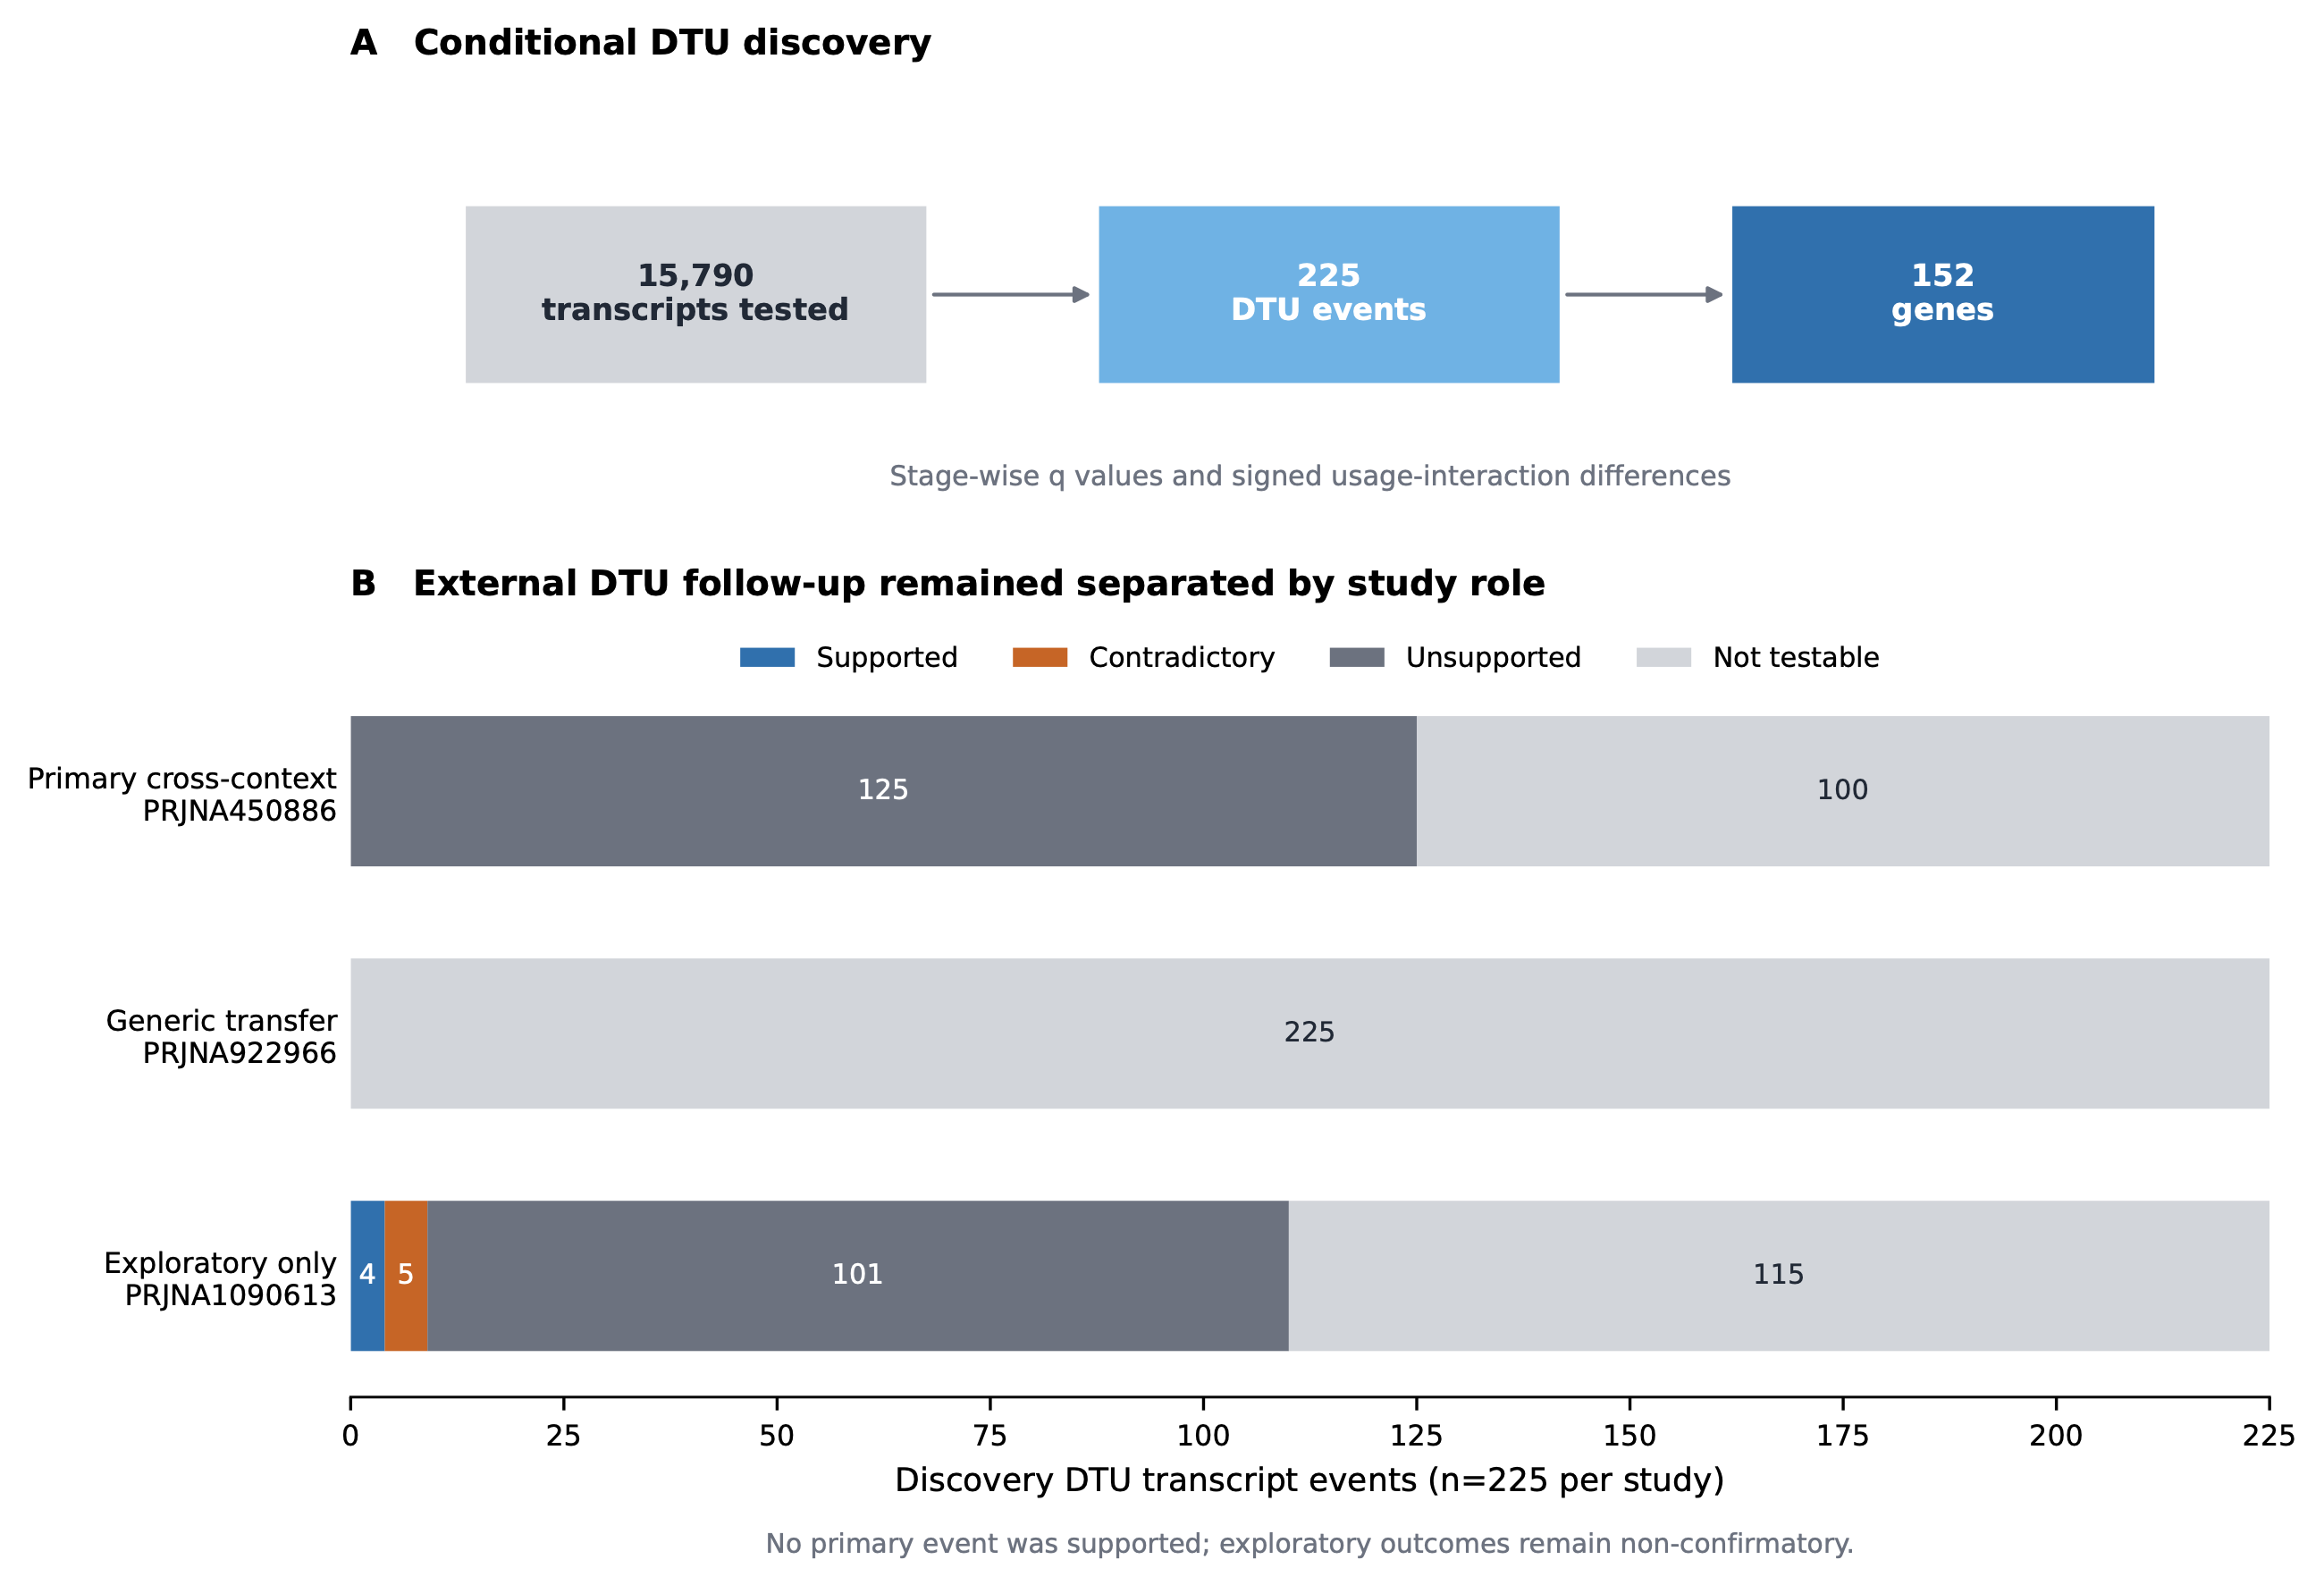 A Conditional DTU discovery
15,790
transcripts tested
225
DTU events
152
genes
Stage-wise q values and signed usage-interaction differences
B External DTU follow-up remained separated by study role
Supported Contradictory Unsupported Not testable
Primary cross-context
PRJNA450886
125 100
Generic transfer
PRJNA922966
225
Exploratory only
PRJNA1090613
4 5 101 115
0 25 50 75 100 125 150 175 200 225
Discovery DTU transcript events (n=225 per study)
No primary event was supported; exploratory outcomes remain non-confirmatory.